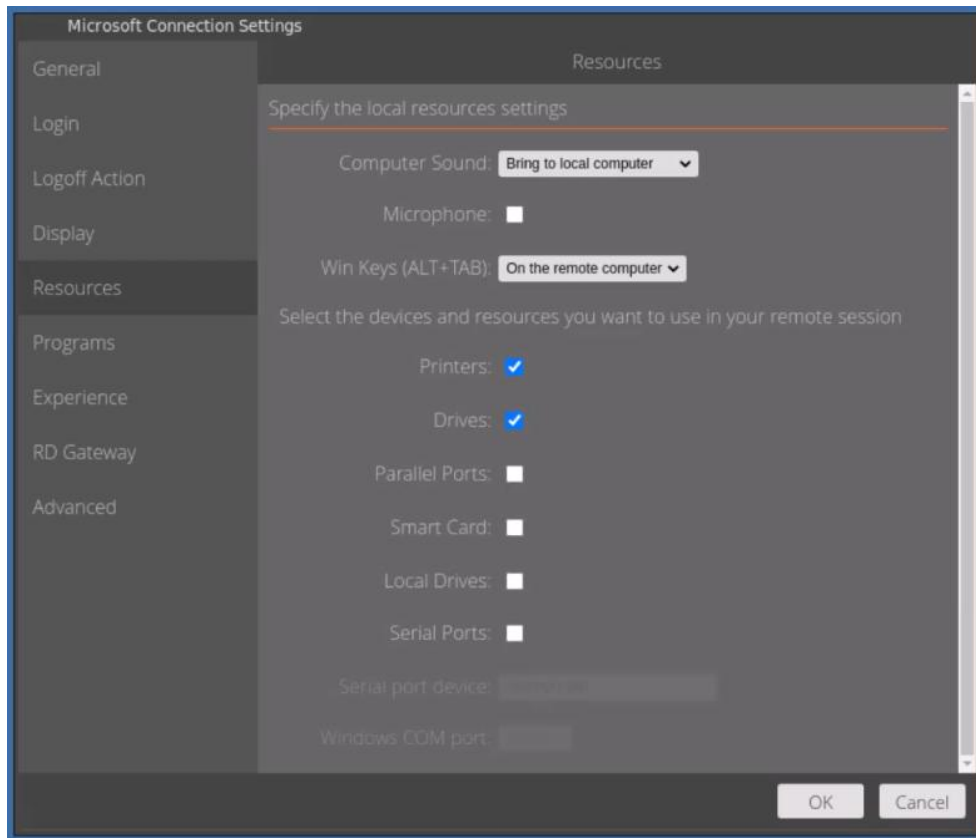 Microsoft Connection Settings
General
Login
Logoff Action
Display
Resources
Programs
Experience
RD Gateway
Advanced
Resources
Specify the local resources settings
Computer Sound: Bring to local computer
Microphone:
Win Keys (ALT+TAB): On the remote computer
Select the devices and resources you want to use in your remote session
Printers:
Drives:
Parallel Ports:
Smart Card:
Local Drives:
Serial Ports:
Serial port device:
Windows COM port:
OK Cancel